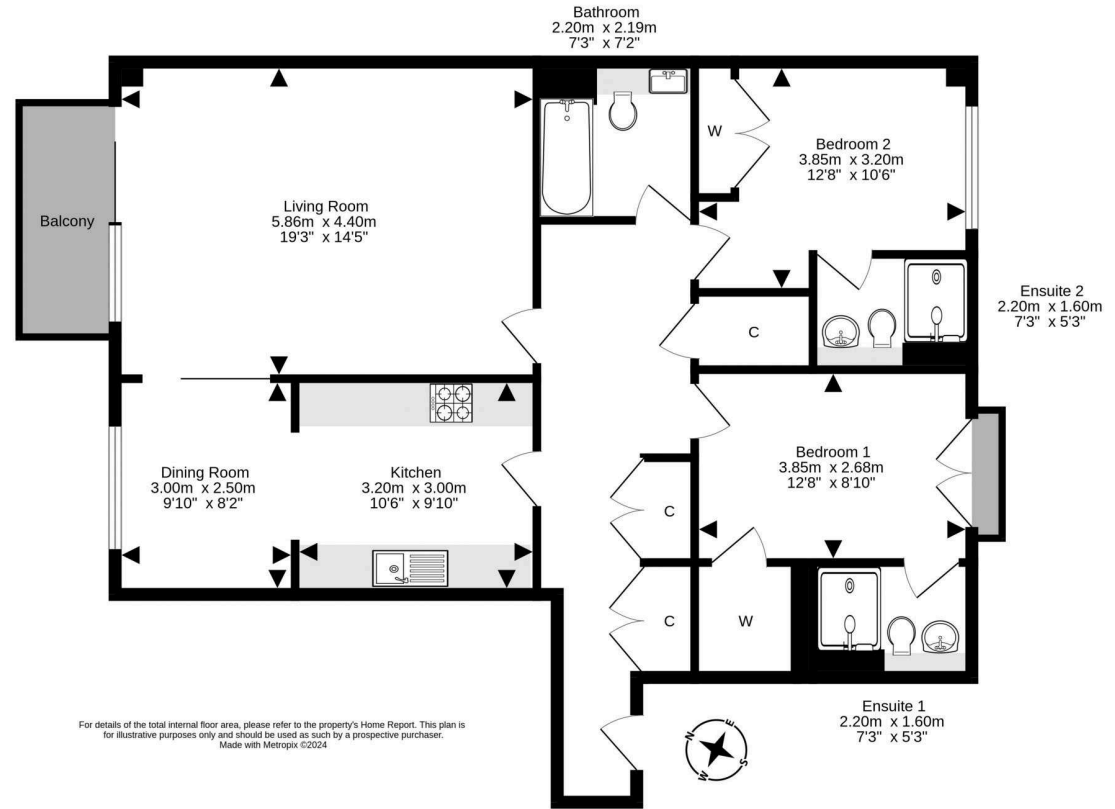 Bathroom
2.20m x 2.19m
7'3" x 7'2"
Balcony
Living Room
5.86m x 4.40m
19'3" x 14'5"
W
Bedroom 2
3.85m x 3.20m
12'8" x 10'6"
Ensuite 2
2.20m x 1.60m
7'3" x 5'3"
C
Dining Room
3.00m x 2.50m
9'10" x 8'2"
Kitchen
3.20m x 3.00m
10'6" x 9'10"
C
Bedroom 1
3.85m x 2.68m
12'8" x 8'10"
C
W
Ensuite 1
2.20m x 1.60m
7'3" x 5'3"
For details of the total internal floor area, please refer to the property's Home Report. This plan is
for illustrative purposes only and should be used as such by a prospective purchaser.
Made with Metropix ©2024
N
E
W
S